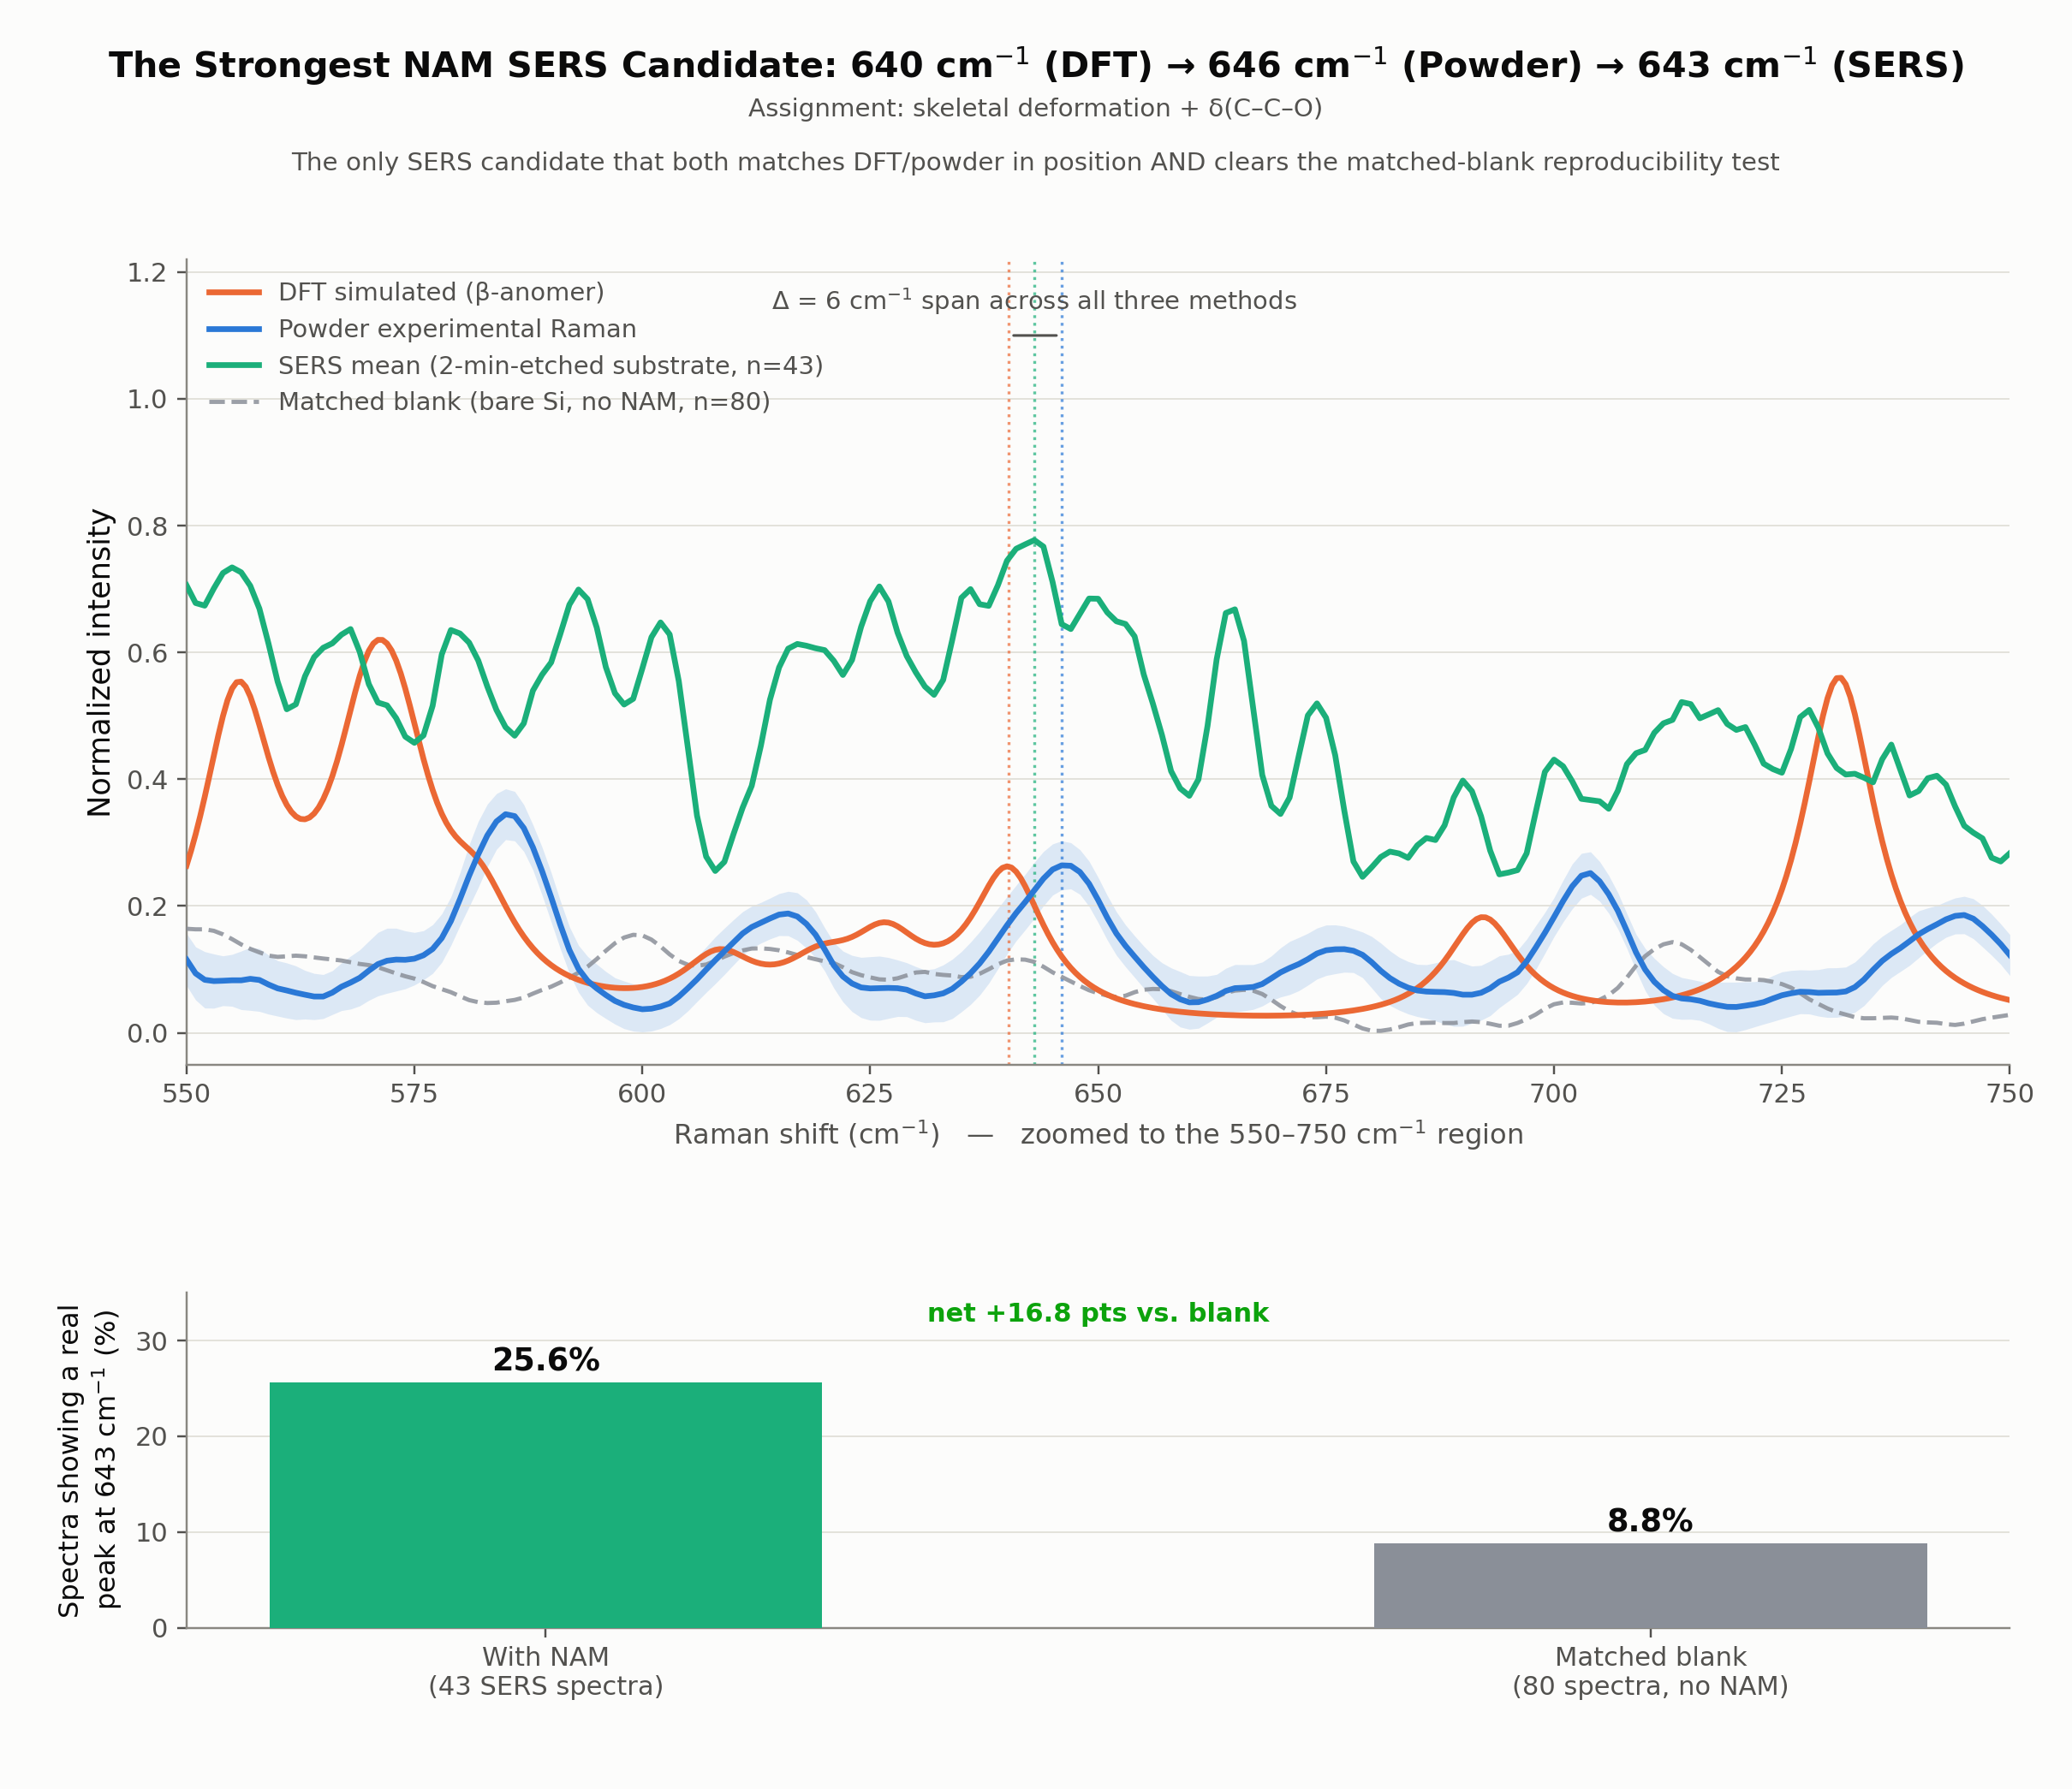 The Strongest NAM SERS Candidate: 640 cm⁻¹ (DFT) → 646 cm⁻¹ (Powder) → 643 cm⁻¹ (SERS)
Assignment: skeletal deformation + δ(C–C–O)
The only SERS candidate that both matches DFT/powder in position AND clears the matched-blank reproducibility test
DFT simulated (β-anomer)
Powder experimental Raman
SERS mean (2-min-etched substrate, n=43)
Matched blank (bare Si, no NAM, n=80)
Δ = 6 cm⁻¹ span across all three methods
Normalized intensity
1.2
1.0
0.8
0.6
0.4
0.2
0.0
550 575 600 625 650 675 700 725 750
Raman shift (cm⁻¹) — zoomed to the 550–750 cm⁻¹ region
net +16.8 pts vs. blank
Spectra showing a real
peak at 643 cm⁻¹ (%)
30
20
10
0
25.6%
8.8%
With NAM
(43 SERS spectra)
Matched blank
(80 spectra, no NAM)